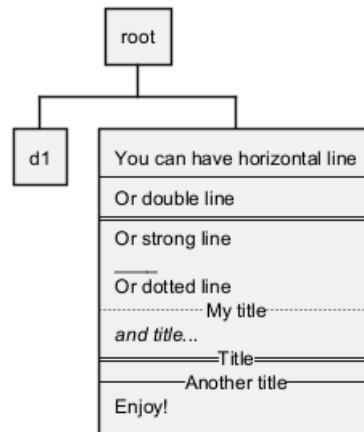 root
d1
You can have horizontal line
Or double line
Or strong line
____
Or dotted line
My title
and title...
Title
Another title
Enjoy!